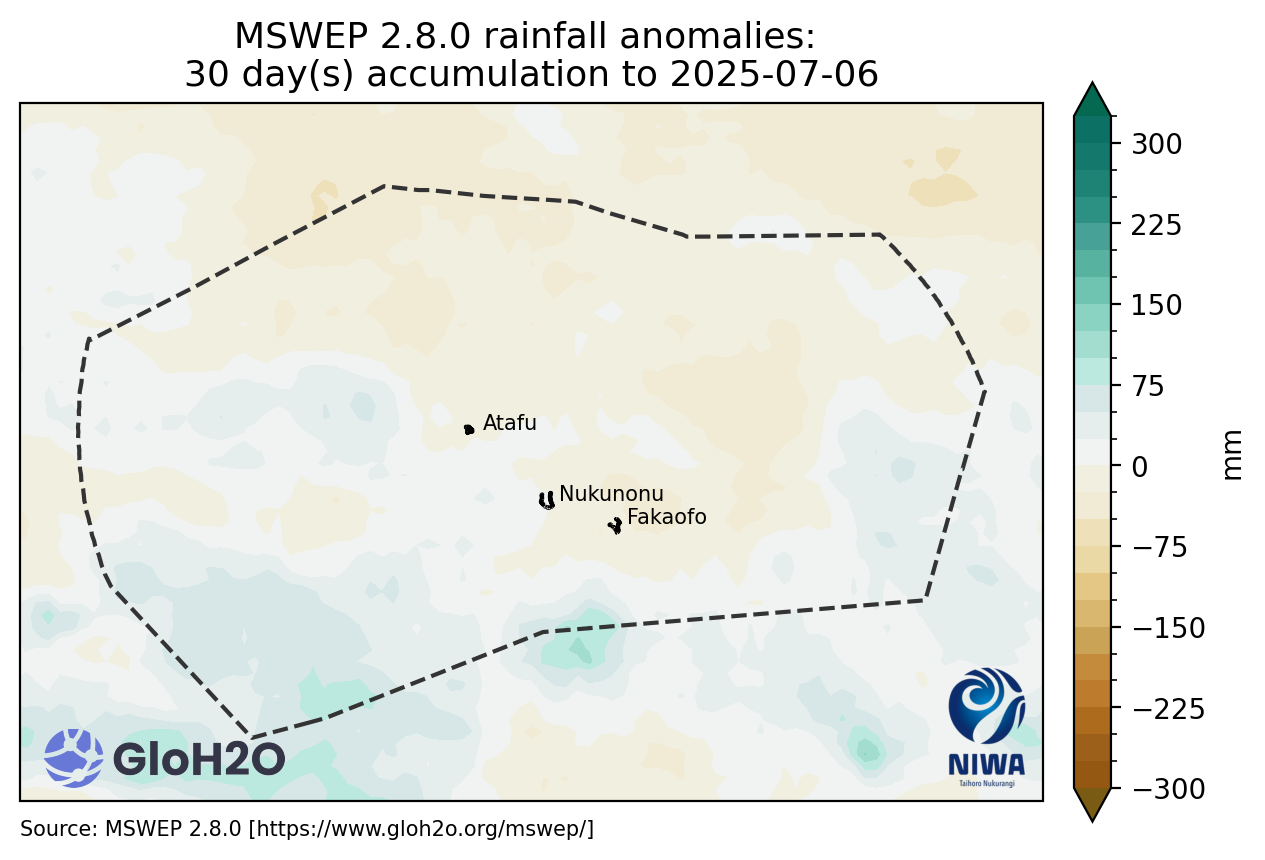 MSWEP 2.8.0 rainfall anomalies:
30 day(s) accumulation to 2025-07-06
300
225
150
75
0
−75
−150
−225
−300
mm
Atafu
Nukunonu
Fakaofo
GloH2O
NIWA
Taihoro Nukurangi
Source: MSWEP 2.8.0 [https://www.gloh2o.org/mswep/]